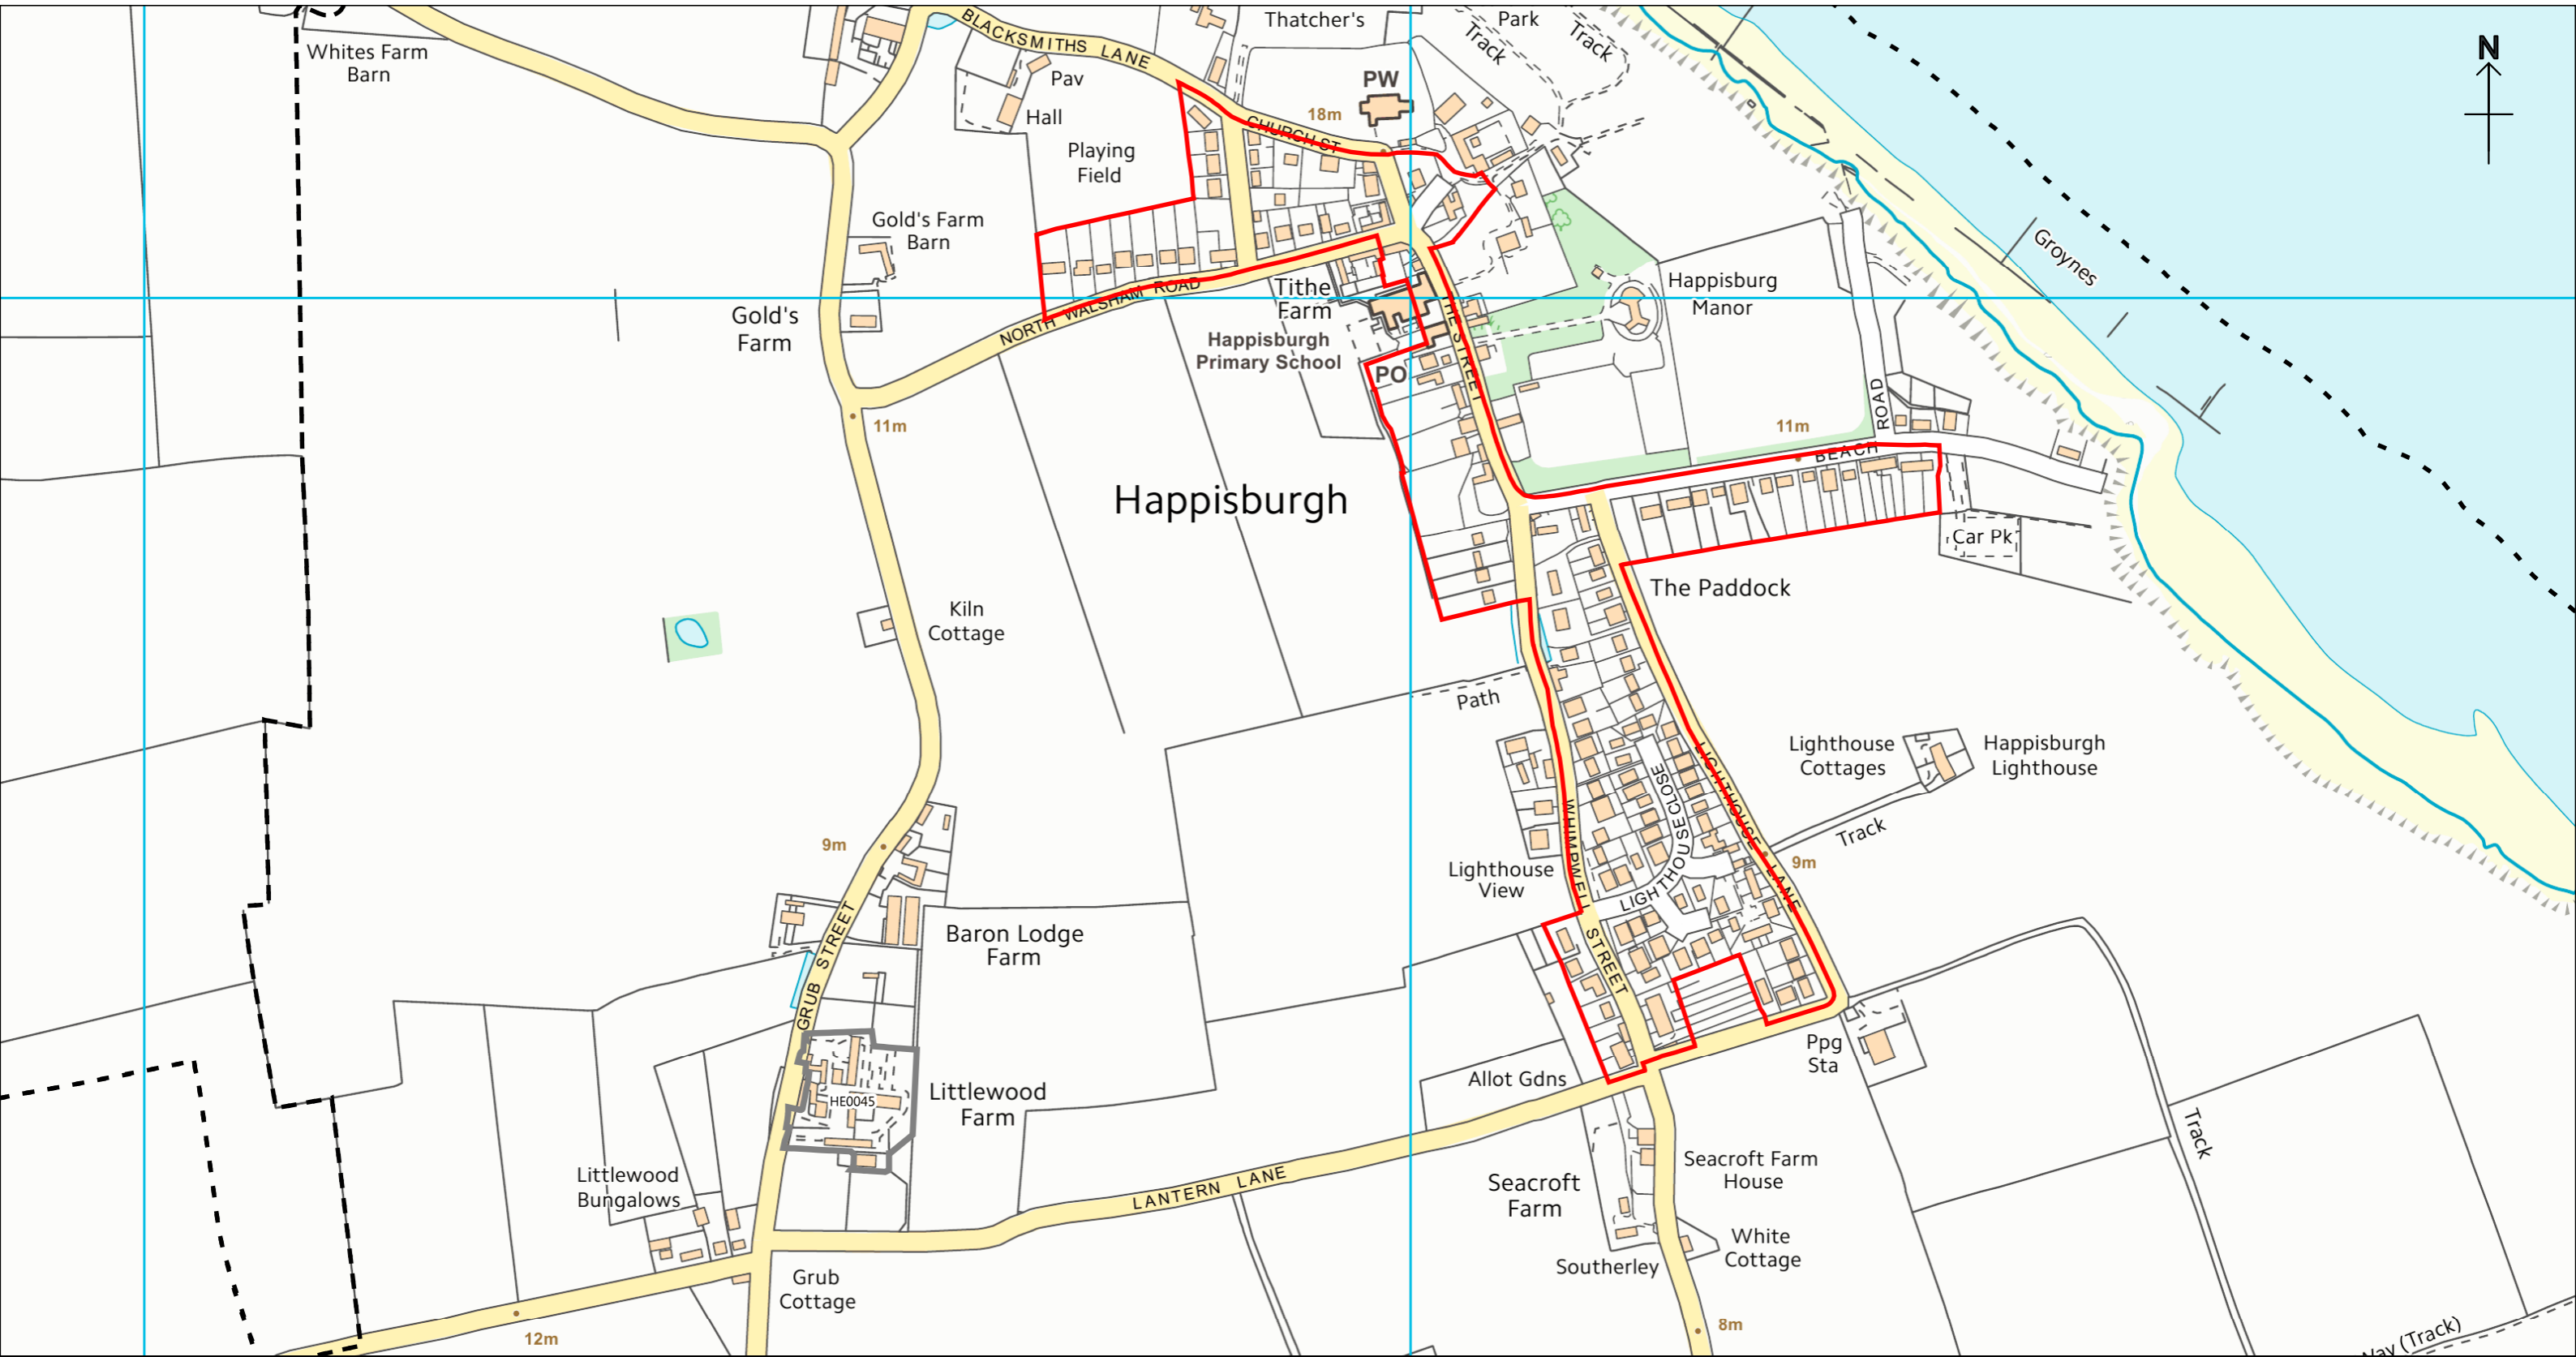 Whites Farm
Barn
BLACKSMITHS LANE
Thatcher's
Park
Track
Track
N
Pav
Hall
PW
18m
CHURCH ST
Playing
Field
Gold's Farm
Barn
Groynes
Gold's
Farm
NORTH WALSHAM ROAD
Tithe
Farm
Happisburgh
Primary School
PO
THE STREET
Happisburg
Manor
11m
11m
BEACH
ROAD
Happisburgh
Car Pk
The Paddock
Kiln
Cottage
Path
Lighthouse
Cottages
Happisburgh
Lighthouse
LIGHTHOUSE CLOSE
LIGHTHOUSE LANE
WHIMPWELL STREET
Track
9m
9m
Lighthouse
View
GRUB STREET
Baron Lodge
Farm
Ppg
Sta
Allot Gdns
HE0045
Littlewood
Farm
Track
Littlewood
Bungalows
LANTERN LANE
Seacroft
Farm
Seacroft Farm
House
White
Cottage
Southerley
Grub
Cottage
12m
8m
Way (Track)